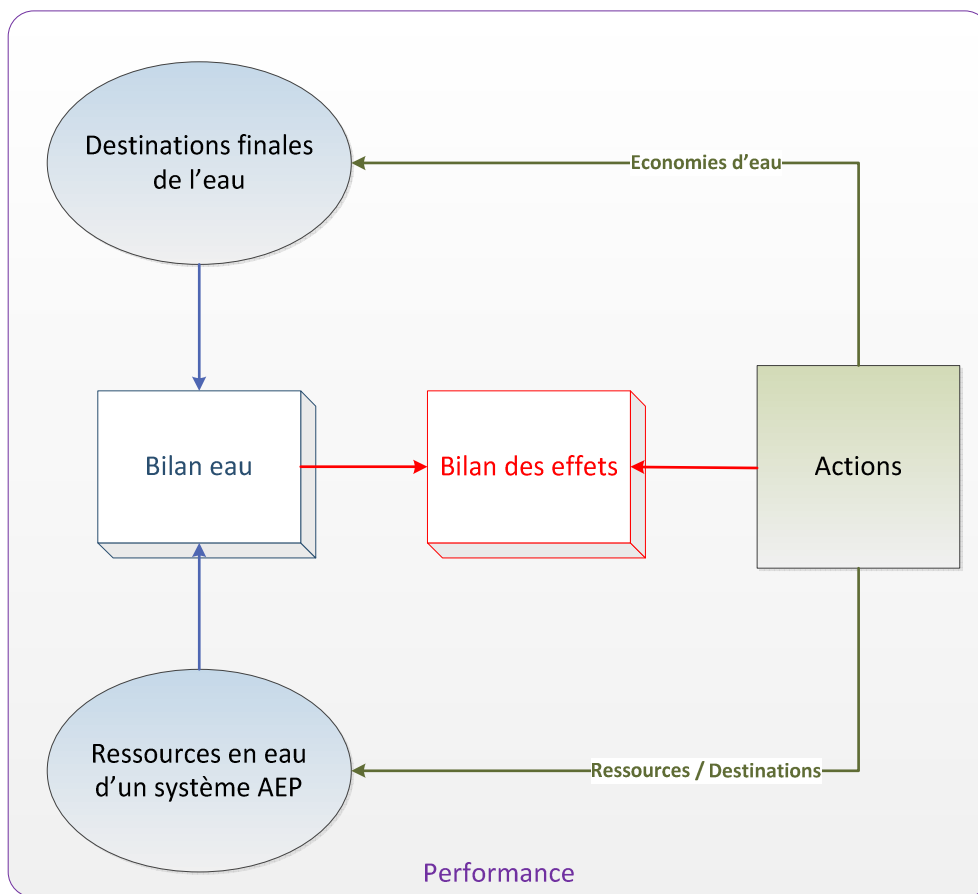 Destinations finales
de l'eau
Economies d'eau
Bilan eau
Bilan des effets
Actions
Ressources en eau
d'un système AEP
Ressources / Destinations
Performance